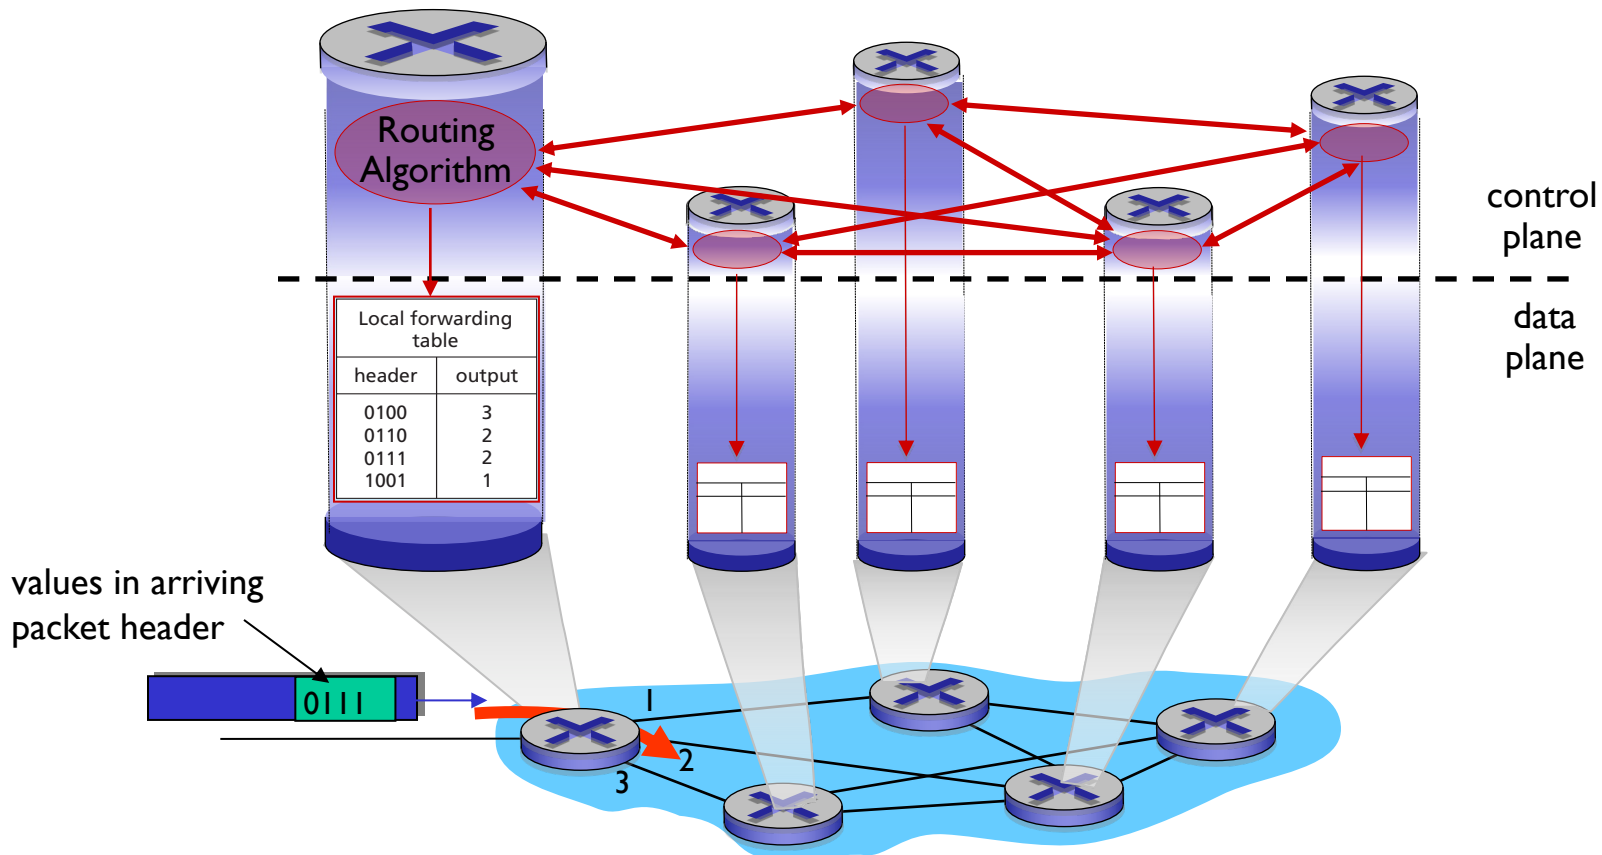 Routing
Algorithm
control
plane
data
plane
Local forwarding
table
header output
0100 3
0110 2
0111 2
1001 1
values in arriving
packet header
0111
1
2
3